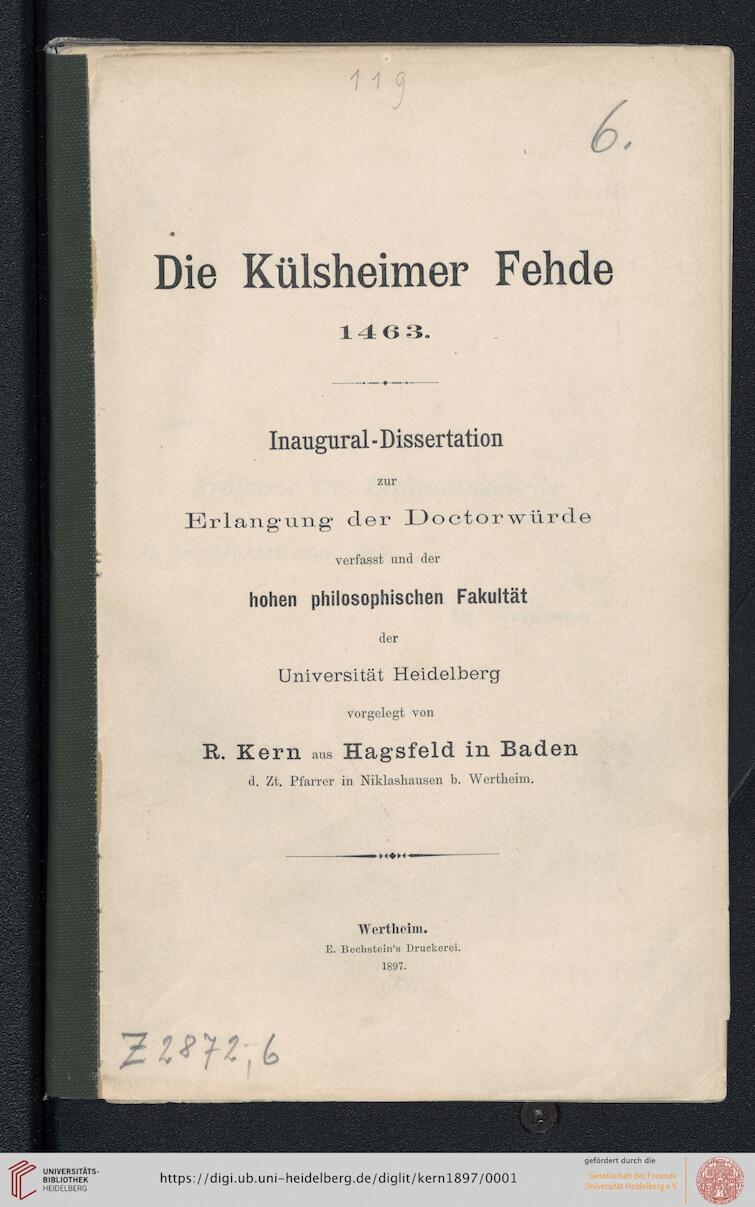 119
6.
Die Külsheimer Fehde
1463.
Inaugural-Dissertation
zur
Erlangung der Doctorwürde
verfasst und der
hohen philosophischen Fakultät
der
Universität Heidelberg
vorgelegt von
R. Kern aus Hagsfeld in Baden
d. Zt. Pfarrer in Niklashausen b. Wertheim.
Wertheim.
E. Bechstein's Druckerei.
1897.
Z 2872,6
UNIVERSITÄTS-
BIBLIOTHEK
HEIDELBERG
https://digi.ub.uni-heidelberg.de/diglit/kern1897/0001
gefördert durch die
Gesellschaft der Freunde
Universität Heidelberg e.V.